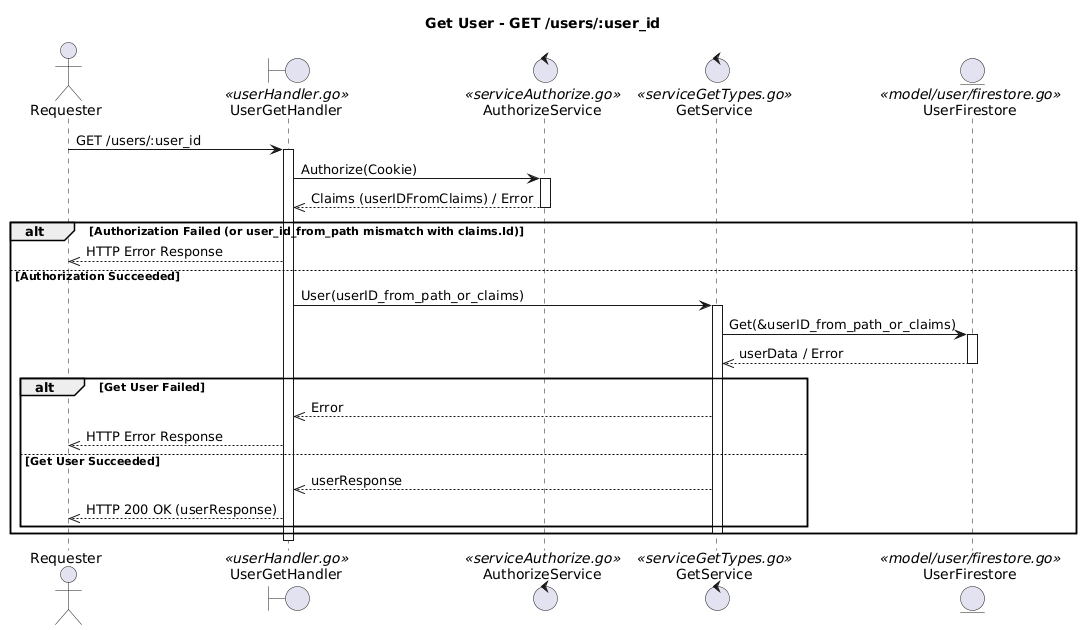 Get User - GET /users/:user_id
Requester
«userHandler.go»
UserGetHandler
«serviceAuthorize.go»
AuthorizeService
«serviceGetTypes.go»
GetService
«model/user/firestore.go»
UserFirestore
GET /users/:user_id
Authorize(Cookie)
Claims (userIDFromClaims) / Error
alt [Authorization Failed (or user_id_from_path mismatch with claims.Id)]
HTTP Error Response
[Authorization Succeeded]
User(userID_from_path_or_claims)
Get(&userID_from_path_or_claims)
userData / Error
alt [Get User Failed]
Error
HTTP Error Response
[Get User Succeeded]
userResponse
HTTP 200 OK (userResponse)
Requester
«userHandler.go»
UserGetHandler
«serviceAuthorize.go»
AuthorizeService
«serviceGetTypes.go»
GetService
«model/user/firestore.go»
UserFirestore